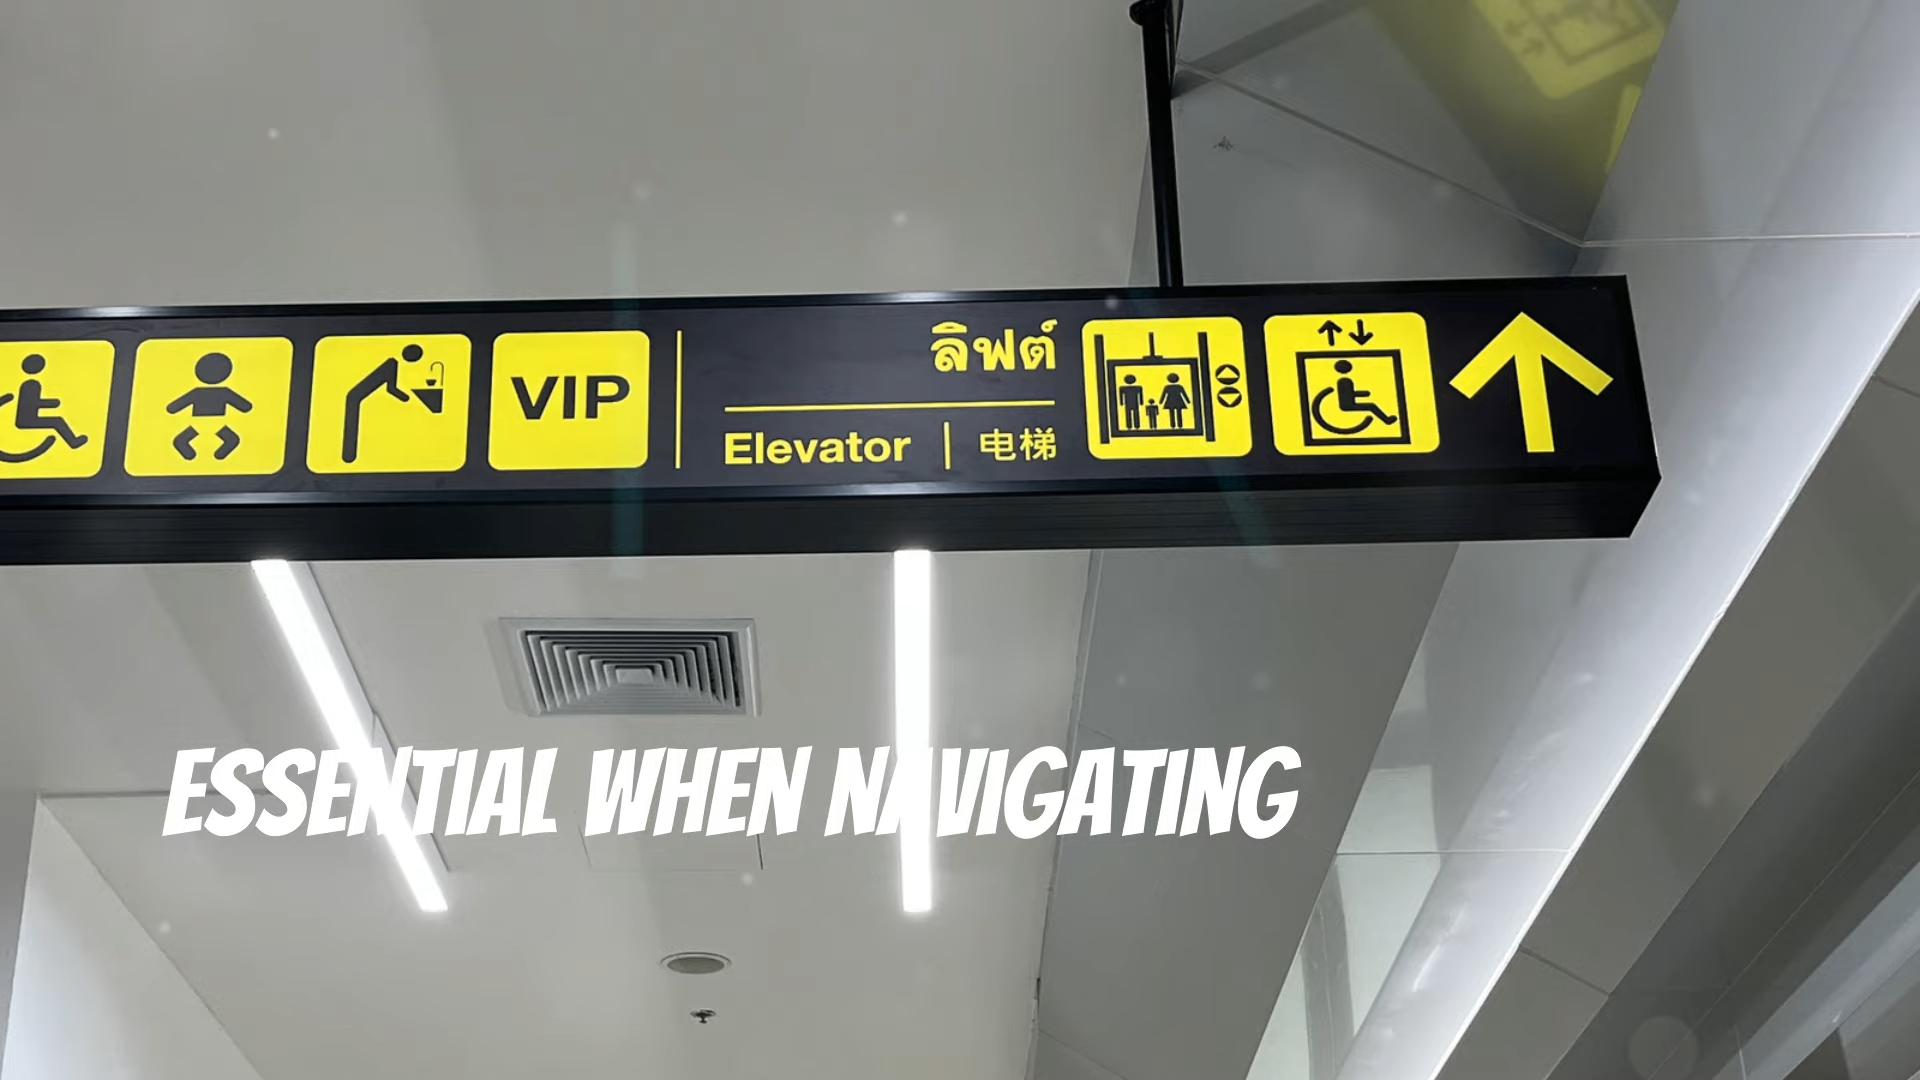 VIP
ลิฟต์
Elevator | 电梯
ESSENTIAL WHEN NAVIGATING